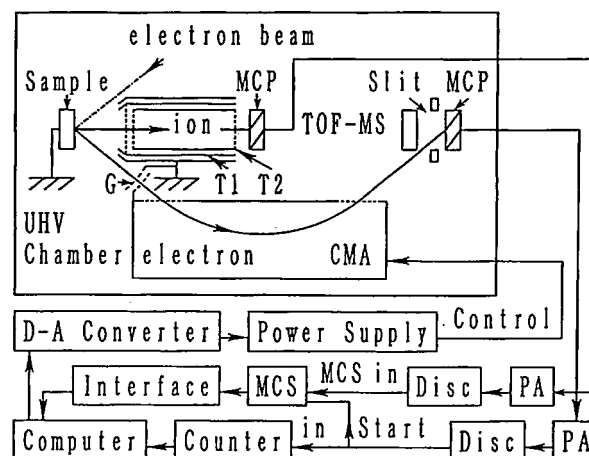 electron beam
Sample
MCP
Slit MCP
ion
TOF-MS
G
T1 T2
UHV
Chamber electron
CMA
D-A Converter
Power Supply
Control
Interface
MCS
MCS in
Disc
PA
Computer
Counter
in
Start
Disc
PA